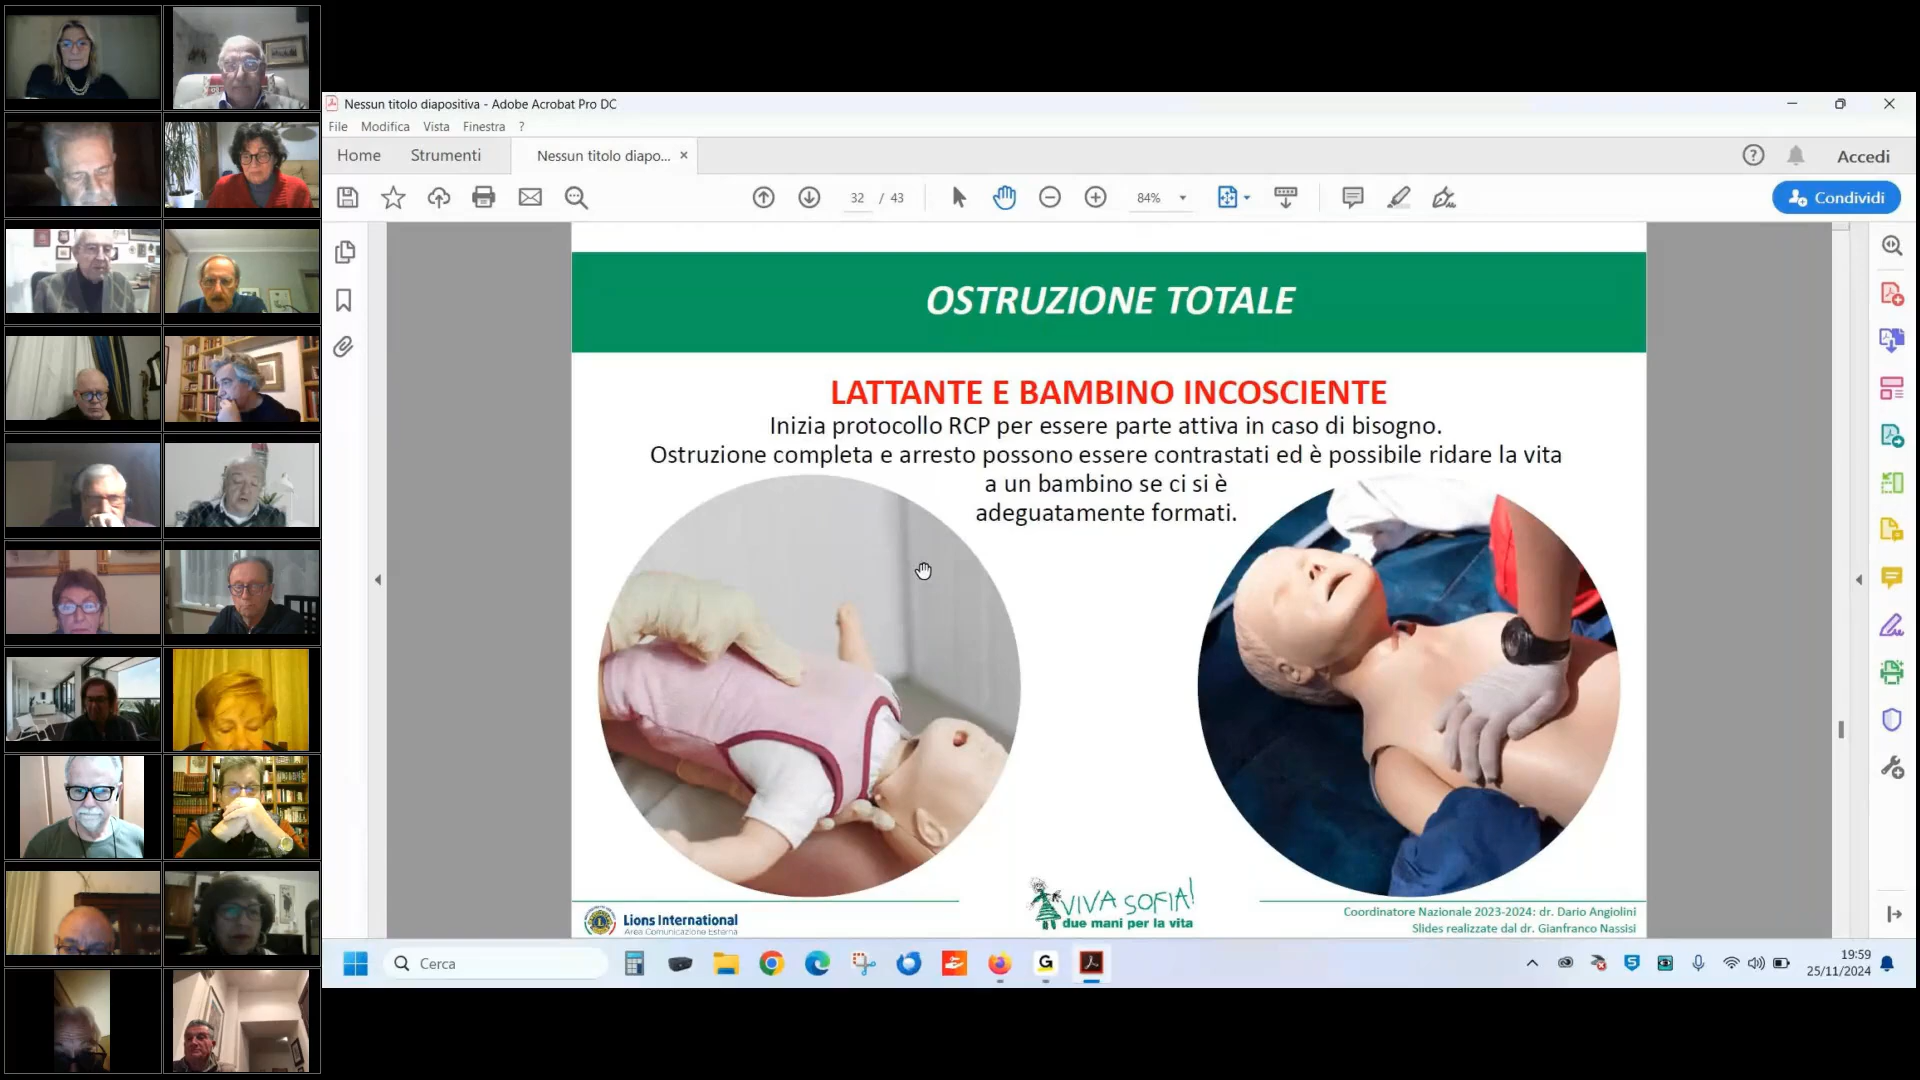 Nessun titolo diapositiva - Adobe Acrobat Pro DC
File Modifica Vista Finestra ?
Home Strumenti Nessun titolo diapo... Accedi
32 / 43 84% Condividi
OSTRUZIONE TOTALE
LATTANTE E BAMBINO INCOSCIENTE
Inizia protocollo RCP per essere parte attiva in caso di bisogno.
Ostruzione completa e arresto possono essere contrastati ed è possibile ridare la vita
a un bambino se ci si è
adeguatamente formati.
Lions International
Area Comunicazione Esterna
VIVA SOFIA!
due mani per la vita
Coordinatore Nazionale 2023-2024: dr. Dario Angiolini
Slides realizzate dal dr. Gianfranco Nassisi
Cerca
19:59
25/11/2024